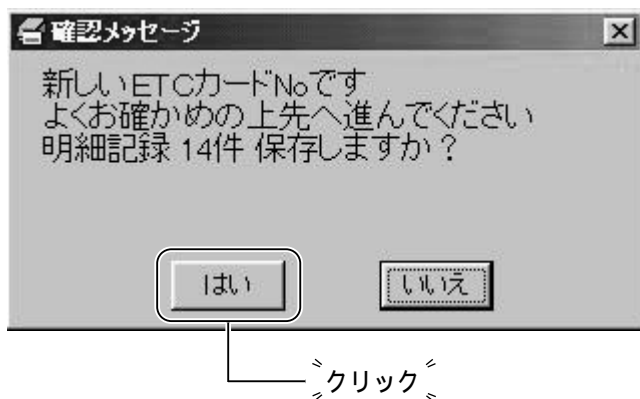 確認メッセージ
新しいETCカードNoです
よくお確かめの上先へ進んでください
明細記録 14件 保存しますか？
はい
いいえ
クリック